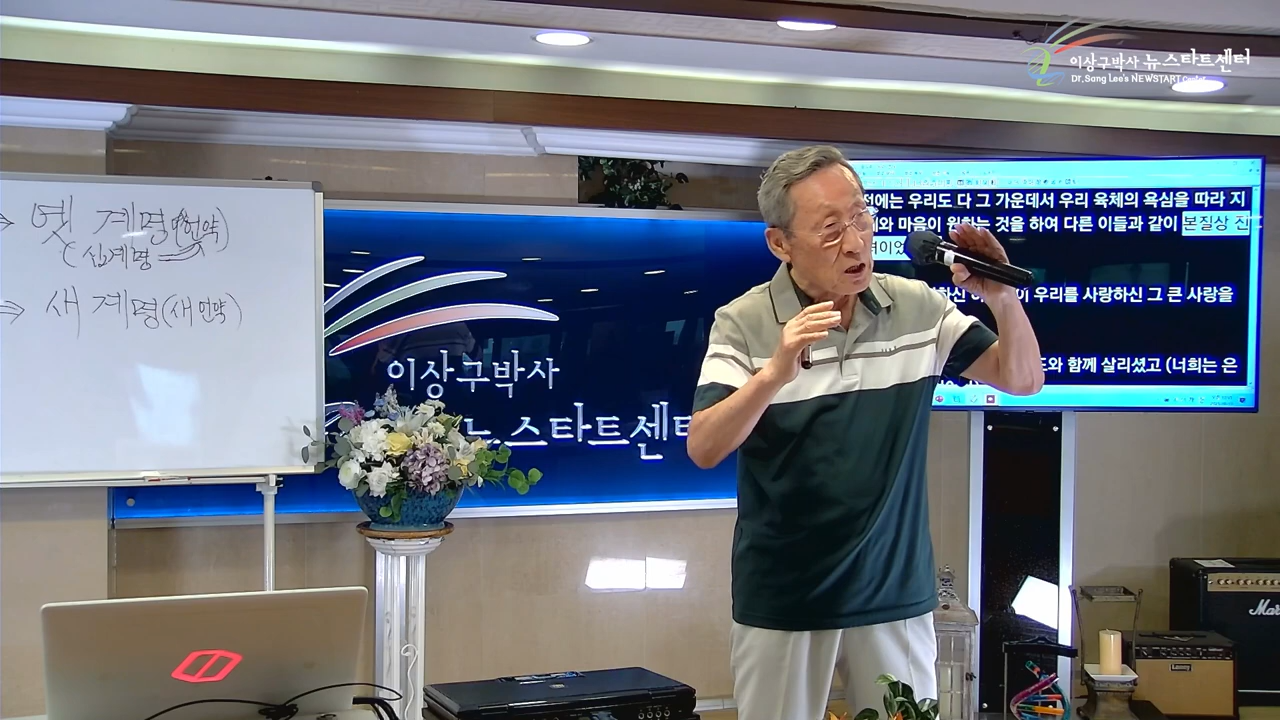 이상구박사 뉴스타트센터
Dr. Sang Lee's NEWSTART Center
⇒ 옛 계명(옛언약)
(십계명
⇒ 새 계명(새언약)
이상구박사
뉴스타트센터
전에는 우리도 다 그 가운데서 우리 육체의 욕심을 따라 지
와 마음이 원하는 것을 하여 다른 이들과 같이 본질상 진
이 우리를 사랑하신 그 큰 사랑을
와 함께 살리셨고 (너희는 은
Mar
Laney